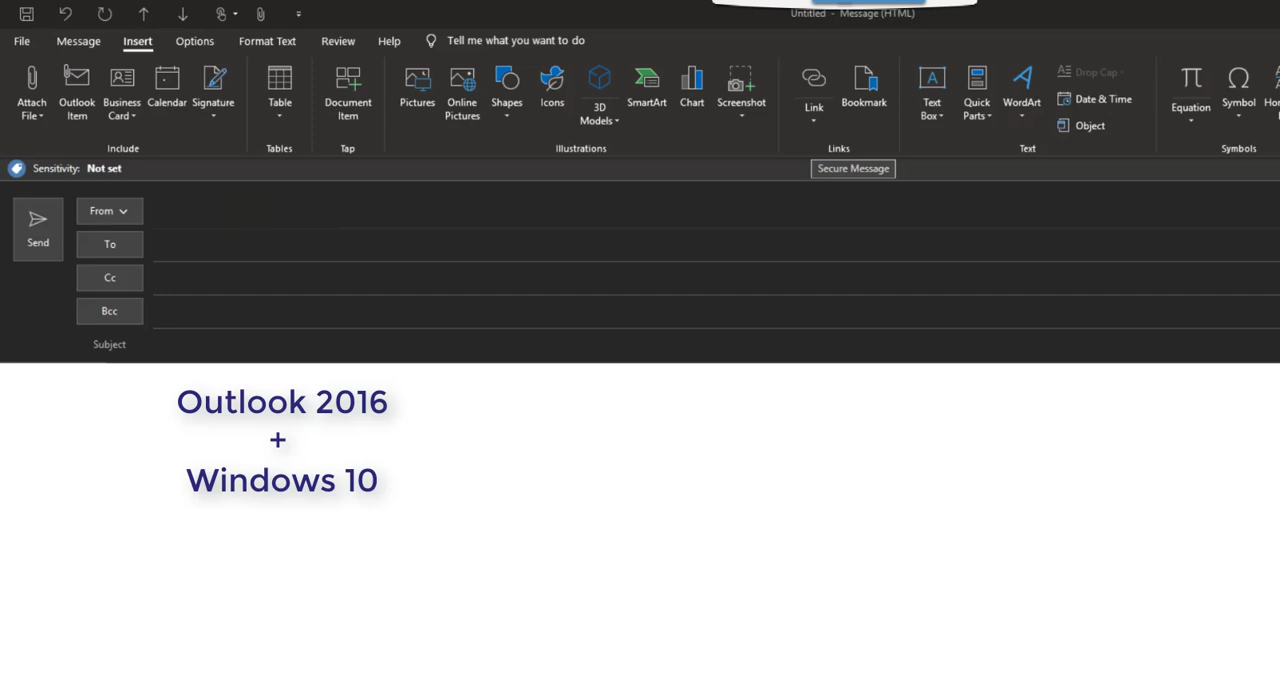 Untitled - Message (HTML)
File Message Insert Options Format Text Review Help Tell me what you want to do
Attach File Outlook Item Business Card Calendar Signature Table Document Item Pictures Online Pictures Shapes Icons 3D Models SmartArt Chart Screenshot Link Bookmark Text Box Quick Parts WordArt Drop Cap Date & Time Object Equation Symbol
Include Tables Tap Illustrations Links Text Symbols
Sensitivity: Not set Secure Message
From
Send
To
Cc
Bcc
Subject
Outlook 2016
+
Windows 10